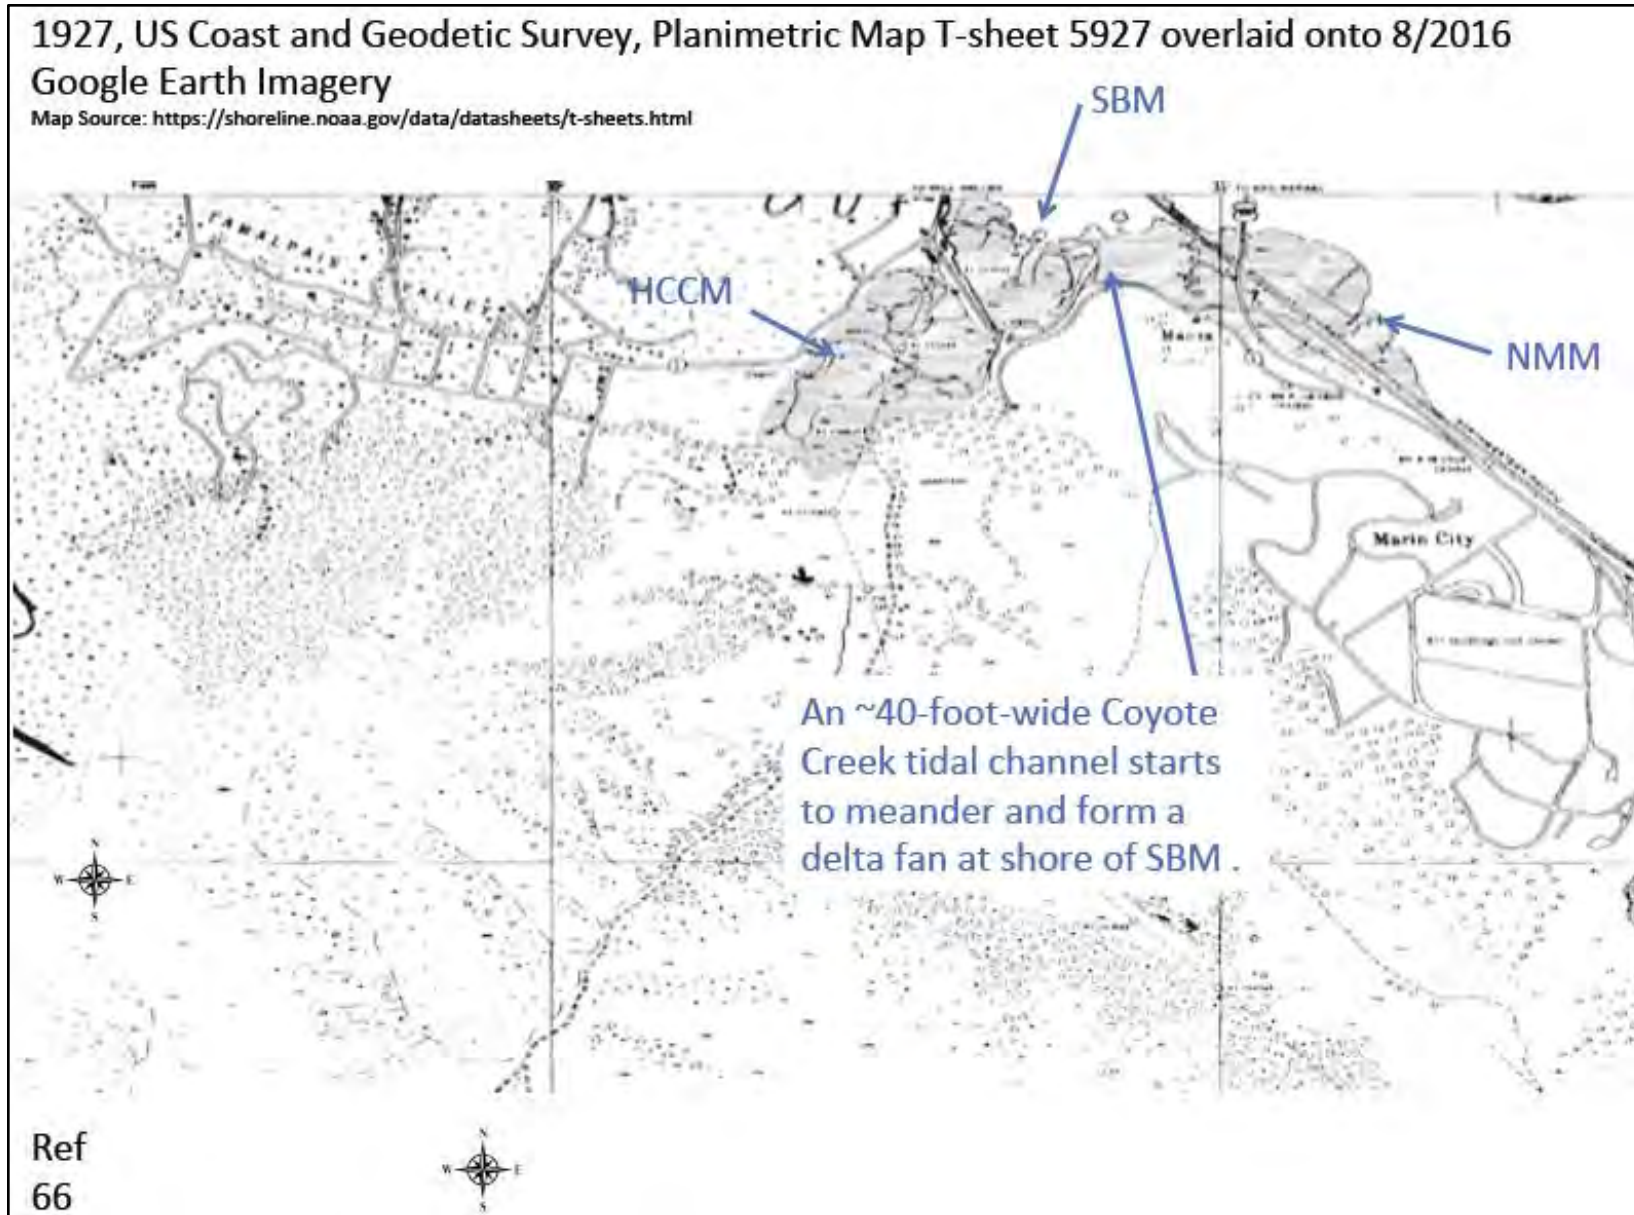 1927, US Coast and Geodetic Survey, Planimetric Map T-sheet 5927 overlaid onto 8/2016
Google Earth Imagery
Map Source: https://shoreline.noaa.gov/data/datasheets/t-sheets.html
SBM
TAMALPAIS
VALLEY
HCCM
NMM
Marin
Marin City
An ~40-foot-wide Coyote
Creek tidal channel starts
to meander and form a
delta fan at shore of SBM .
N
W E
S
N
W E
S
Ref
66